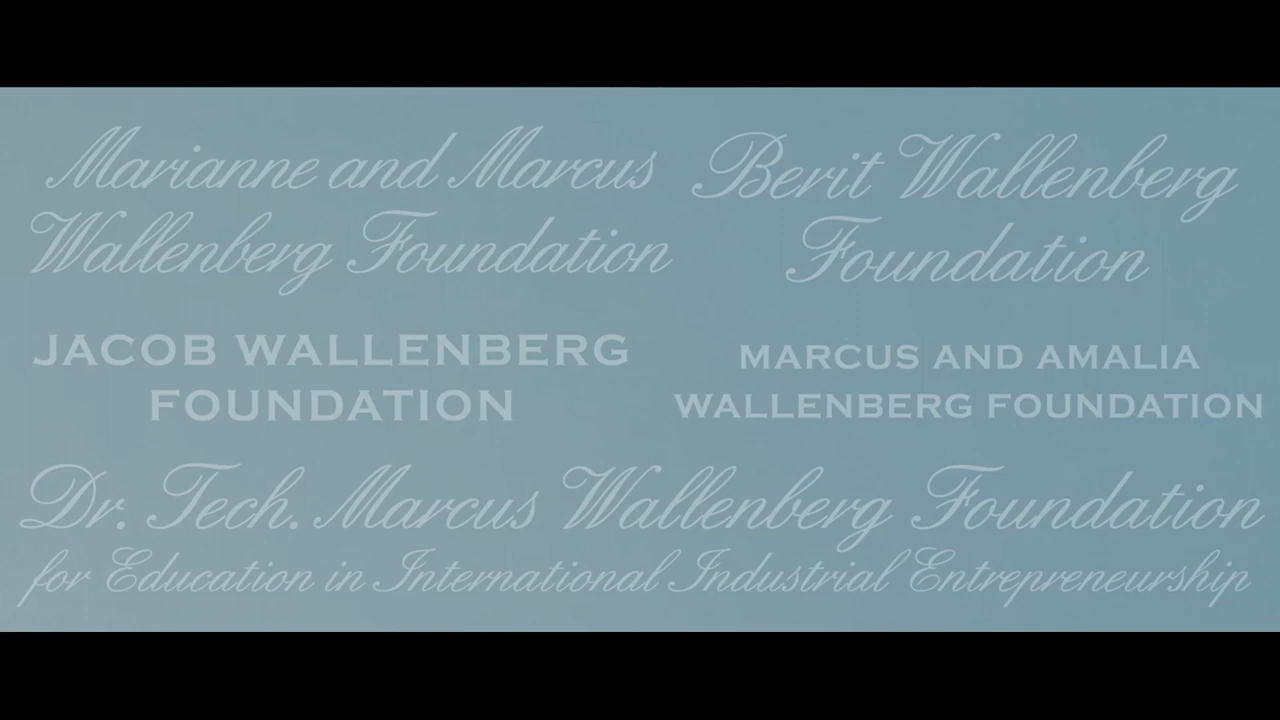 Marianne and Marcus
Wallenberg Foundation
Berit Wallenberg
Foundation
JACOB WALLENBERG
FOUNDATION
MARCUS AND AMALIA
WALLENBERG FOUNDATION
Dr. Tech. Marcus Wallenberg Foundation
for Education in International Industrial Entrepreneurship